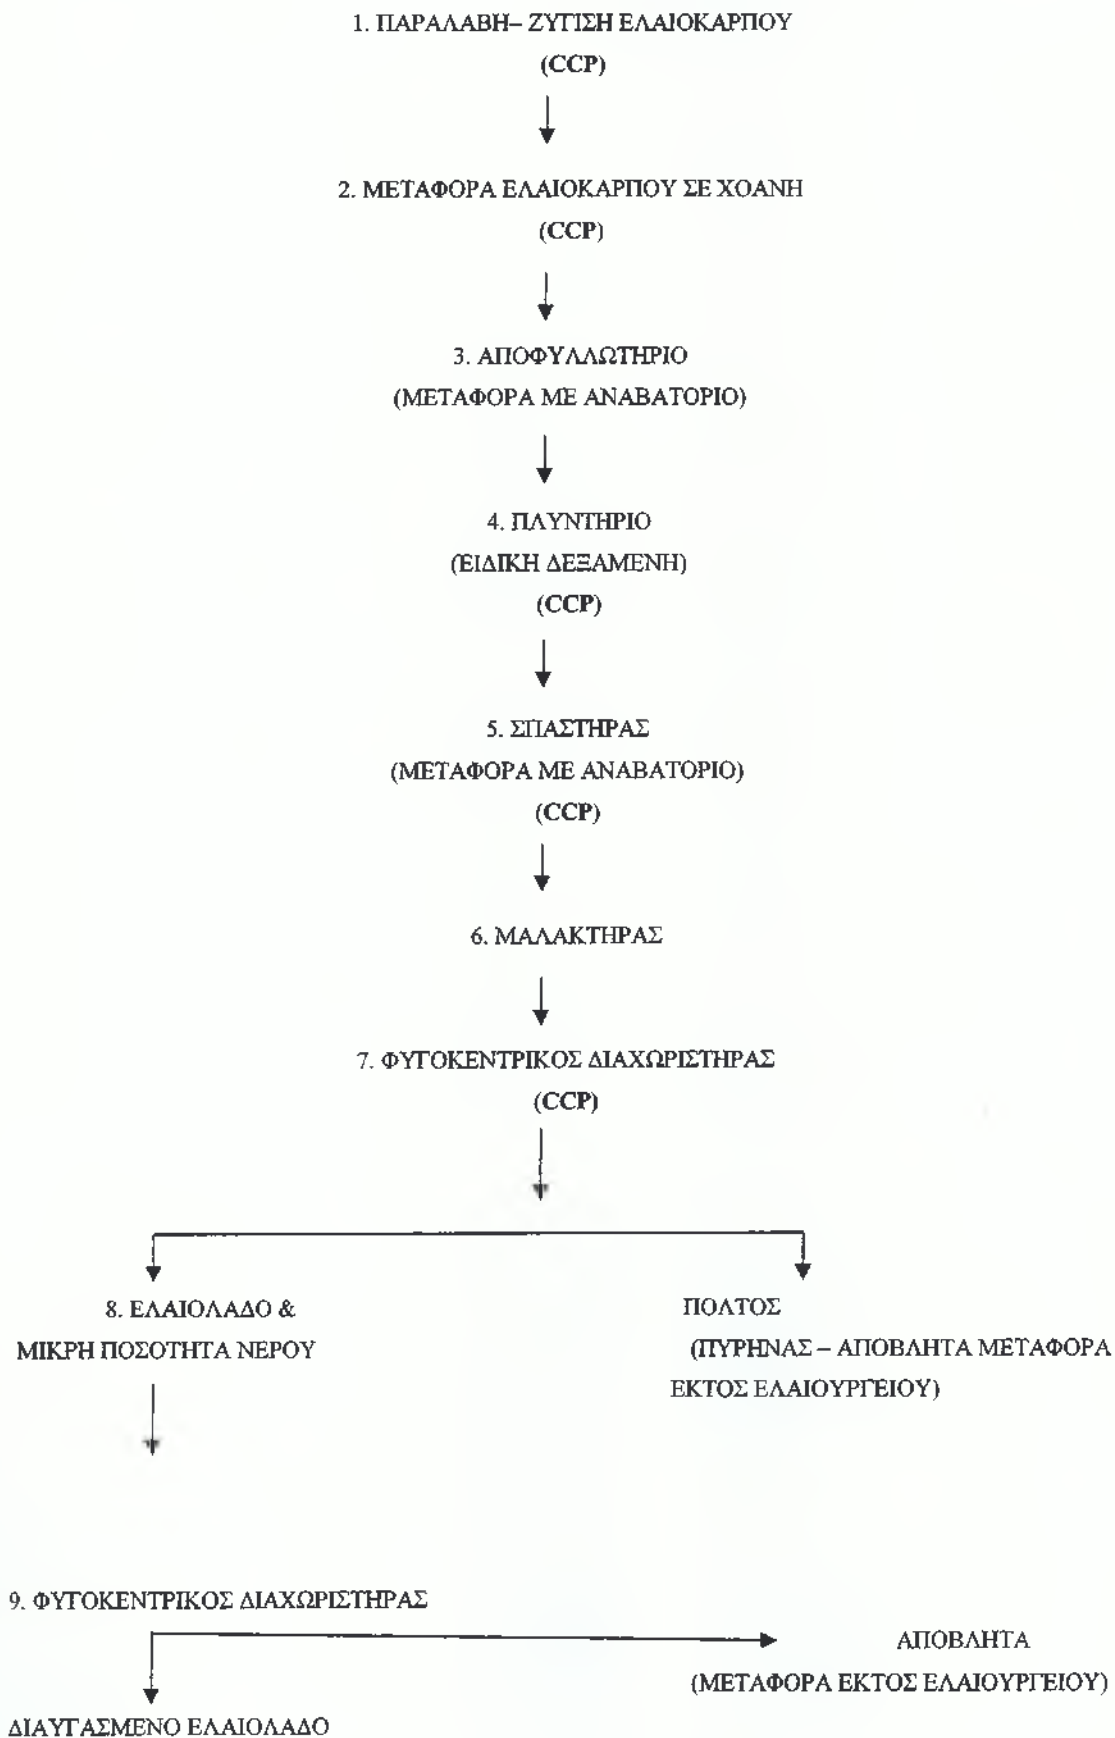 1. ΠΑΡΑΛΑΒΗ– ΖΥΓΙΣΗ ΕΛΑΙΟΚΑΡΠΟΥ
(CCP)
2. ΜΕΤΑΦΟΡΑ ΕΛΑΙΟΚΑΡΠΟΥ ΣΕ ΧΟΑΝΗ
(CCP)
3. ΑΠΟΦΥΛΛΩΤΗΡΙΟ
(ΜΕΤΑΦΟΡΑ ΜΕ ΑΝΑΒΑΤΟΡΙΟ)
4. ΠΛΥΝΤΗΡΙΟ
(ΕΙΔΙΚΗ ΔΕΞΑΜΕΝΗ)
(CCP)
5. ΣΠΑΣΤΗΡΑΣ
(ΜΕΤΑΦΟΡΑ ΜΕ ΑΝΑΒΑΤΟΡΙΟ)
(CCP)
6. ΜΑΛΑΚΤΗΡΑΣ
7. ΦΥΓΟΚΕΝΤΡΙΚΟΣ ΔΙΑΧΩΡΙΣΤΗΡΑΣ
(CCP)
8. ΕΛΑΙΟΛΑΔΟ &
ΜΙΚΡΗ ΠΟΣΟΤΗΤΑ ΝΕΡΟΥ
ΠΟΛΤΟΣ
(ΠΥΡΗΝΑΣ – ΑΠΟΒΛΗΤΑ ΜΕΤΑΦΟΡΑ
ΕΚΤΟΣ ΕΛΑΙΟΥΡΓΕΙΟΥ)
9. ΦΥΓΟΚΕΝΤΡΙΚΟΣ ΔΙΑΧΩΡΙΣΤΗΡΑΣ
ΑΠΟΒΛΗΤΑ
(ΜΕΤΑΦΟΡΑ ΕΚΤΟΣ ΕΛΑΙΟΥΡΓΕΙΟΥ)
ΔΙΑΥΓΑΣΜΕΝΟ ΕΛΑΙΟΛΑΔΟ